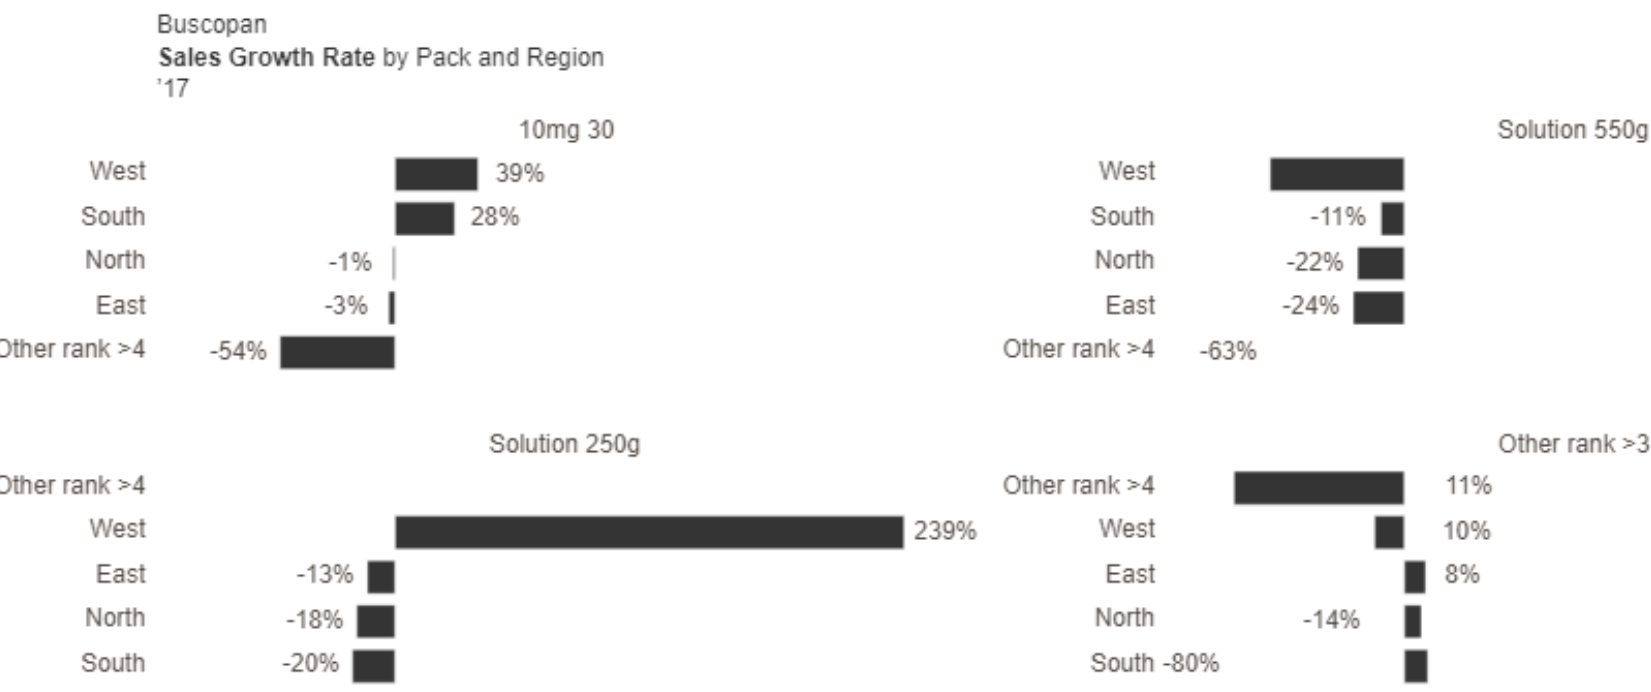 Buscopan
Sales Growth Rate by Pack and Region
'17
10mg 30
West 39%
South 28%
North -1%
East -3%
Other rank >4 -54%
Solution 550g
West
South -11%
North -22%
East -24%
Other rank >4 -63%
Solution 250g
Other rank >4
West 239%
East -13%
North -18%
South -20%
Other rank >3
Other rank >4 11%
West 10%
East 8%
North -14%
South -80%